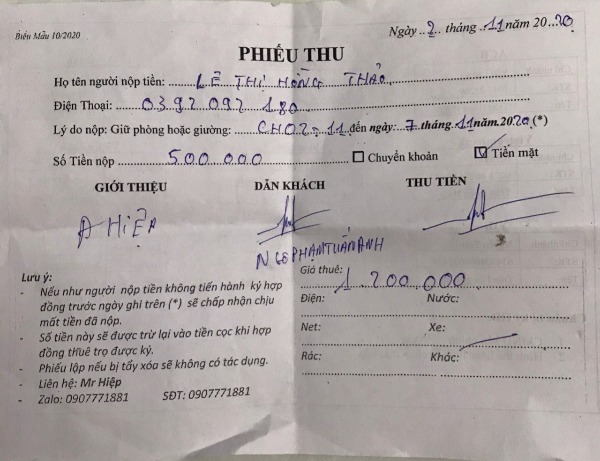 Biểu Mẫu 10/2020
Ngày ..2.. tháng ..11 năm 20..20
PHIẾU THU
Họ tên người nộp tiền: LÊ THỊ HỒNG THẢO
Điện Thoại: 0392 092 180
Lý do nộp: Giữ phòng hoặc giường: CH02-11 đến ngày: 7 tháng 11 năm 2020 (*)
Số Tiền nộp 500 000 ☐ Chuyển khoản ☑ Tiền mặt
GIỚI THIỆU DẪN KHÁCH THU TIỀN
A HIỆP
NGÔ PHẠM TUẤN ANH
Lưu ý:
- Nếu như người nộp tiền không tiến hành ký hợp
đồng trước ngày ghi trên (*) sẽ chấp nhận chịu
mất tiền đã nộp.
- Số tiền này sẽ được trừ lại vào tiền cọc khi hợp
đồng thuê trọ được ký.
- Phiếu lập nếu bị tẩy xóa sẽ không có tác dụng.
- Liên hệ: Mr Hiệp
- Zalo: 0907771881 SĐT: 0907771881
Giá thuê: 1 200 000
Điện: Nước:
Net: Xe:
Rác: Khác: